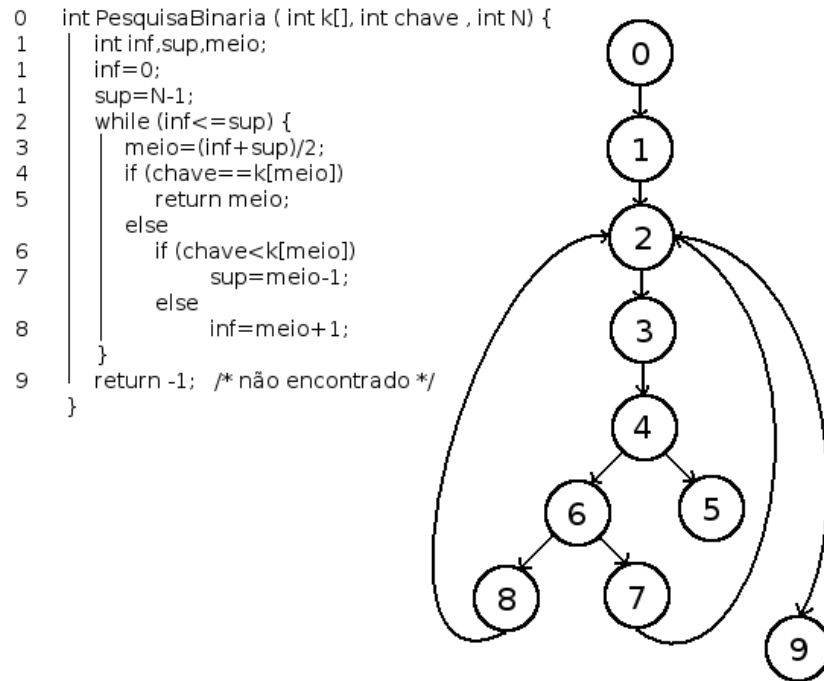 0 int PesquisaBinaria ( int k[], int chave , int N) {
1 int inf,sup,meio;
1 inf=0;
1 sup=N-1;
2 while (inf<=sup) {
3 meio=(inf+sup)/2;
4 if (chave==k[meio])
5 return meio;
else
6 if (chave<k[meio])
7 sup=meio-1;
else
8 inf=meio+1;
}
9 return -1; /* não encontrado */
}
0
1
2
3
4
6 5
8 7
9